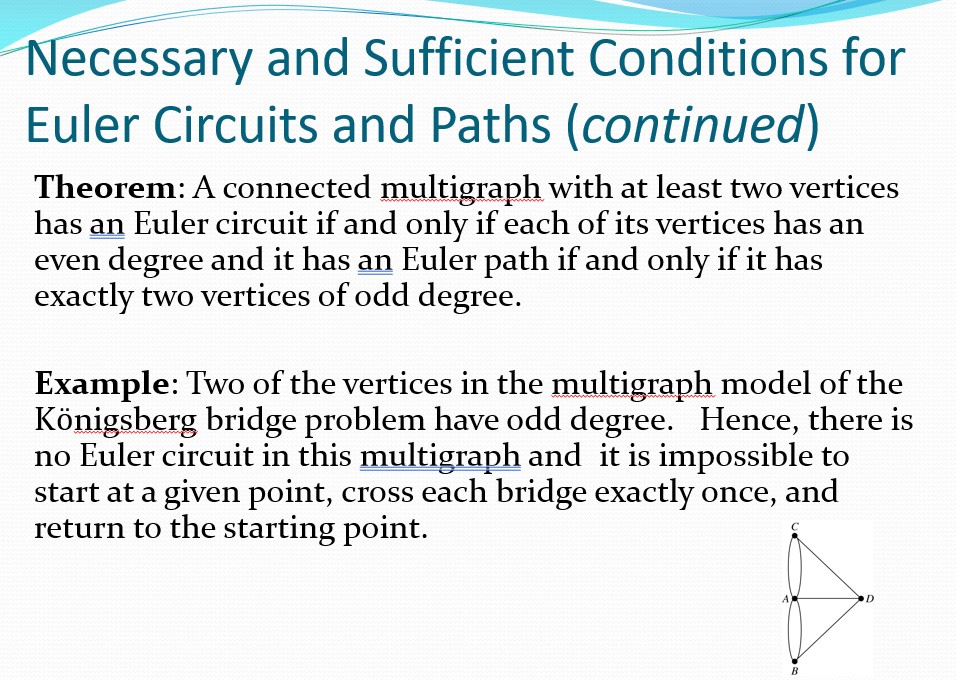 Necessary and Sufficient Conditions for
Euler Circuits and Paths (continued)
Theorem: A connected multigraph with at least two vertices
has an Euler circuit if and only if each of its vertices has an
even degree and it has an Euler path if and only if it has
exactly two vertices of odd degree.
Example: Two of the vertices in the multigraph model of the
Königsberg bridge problem have odd degree. Hence, there is
no Euler circuit in this multigraph and it is impossible to
start at a given point, cross each bridge exactly once, and
return to the starting point.
C
A D
B